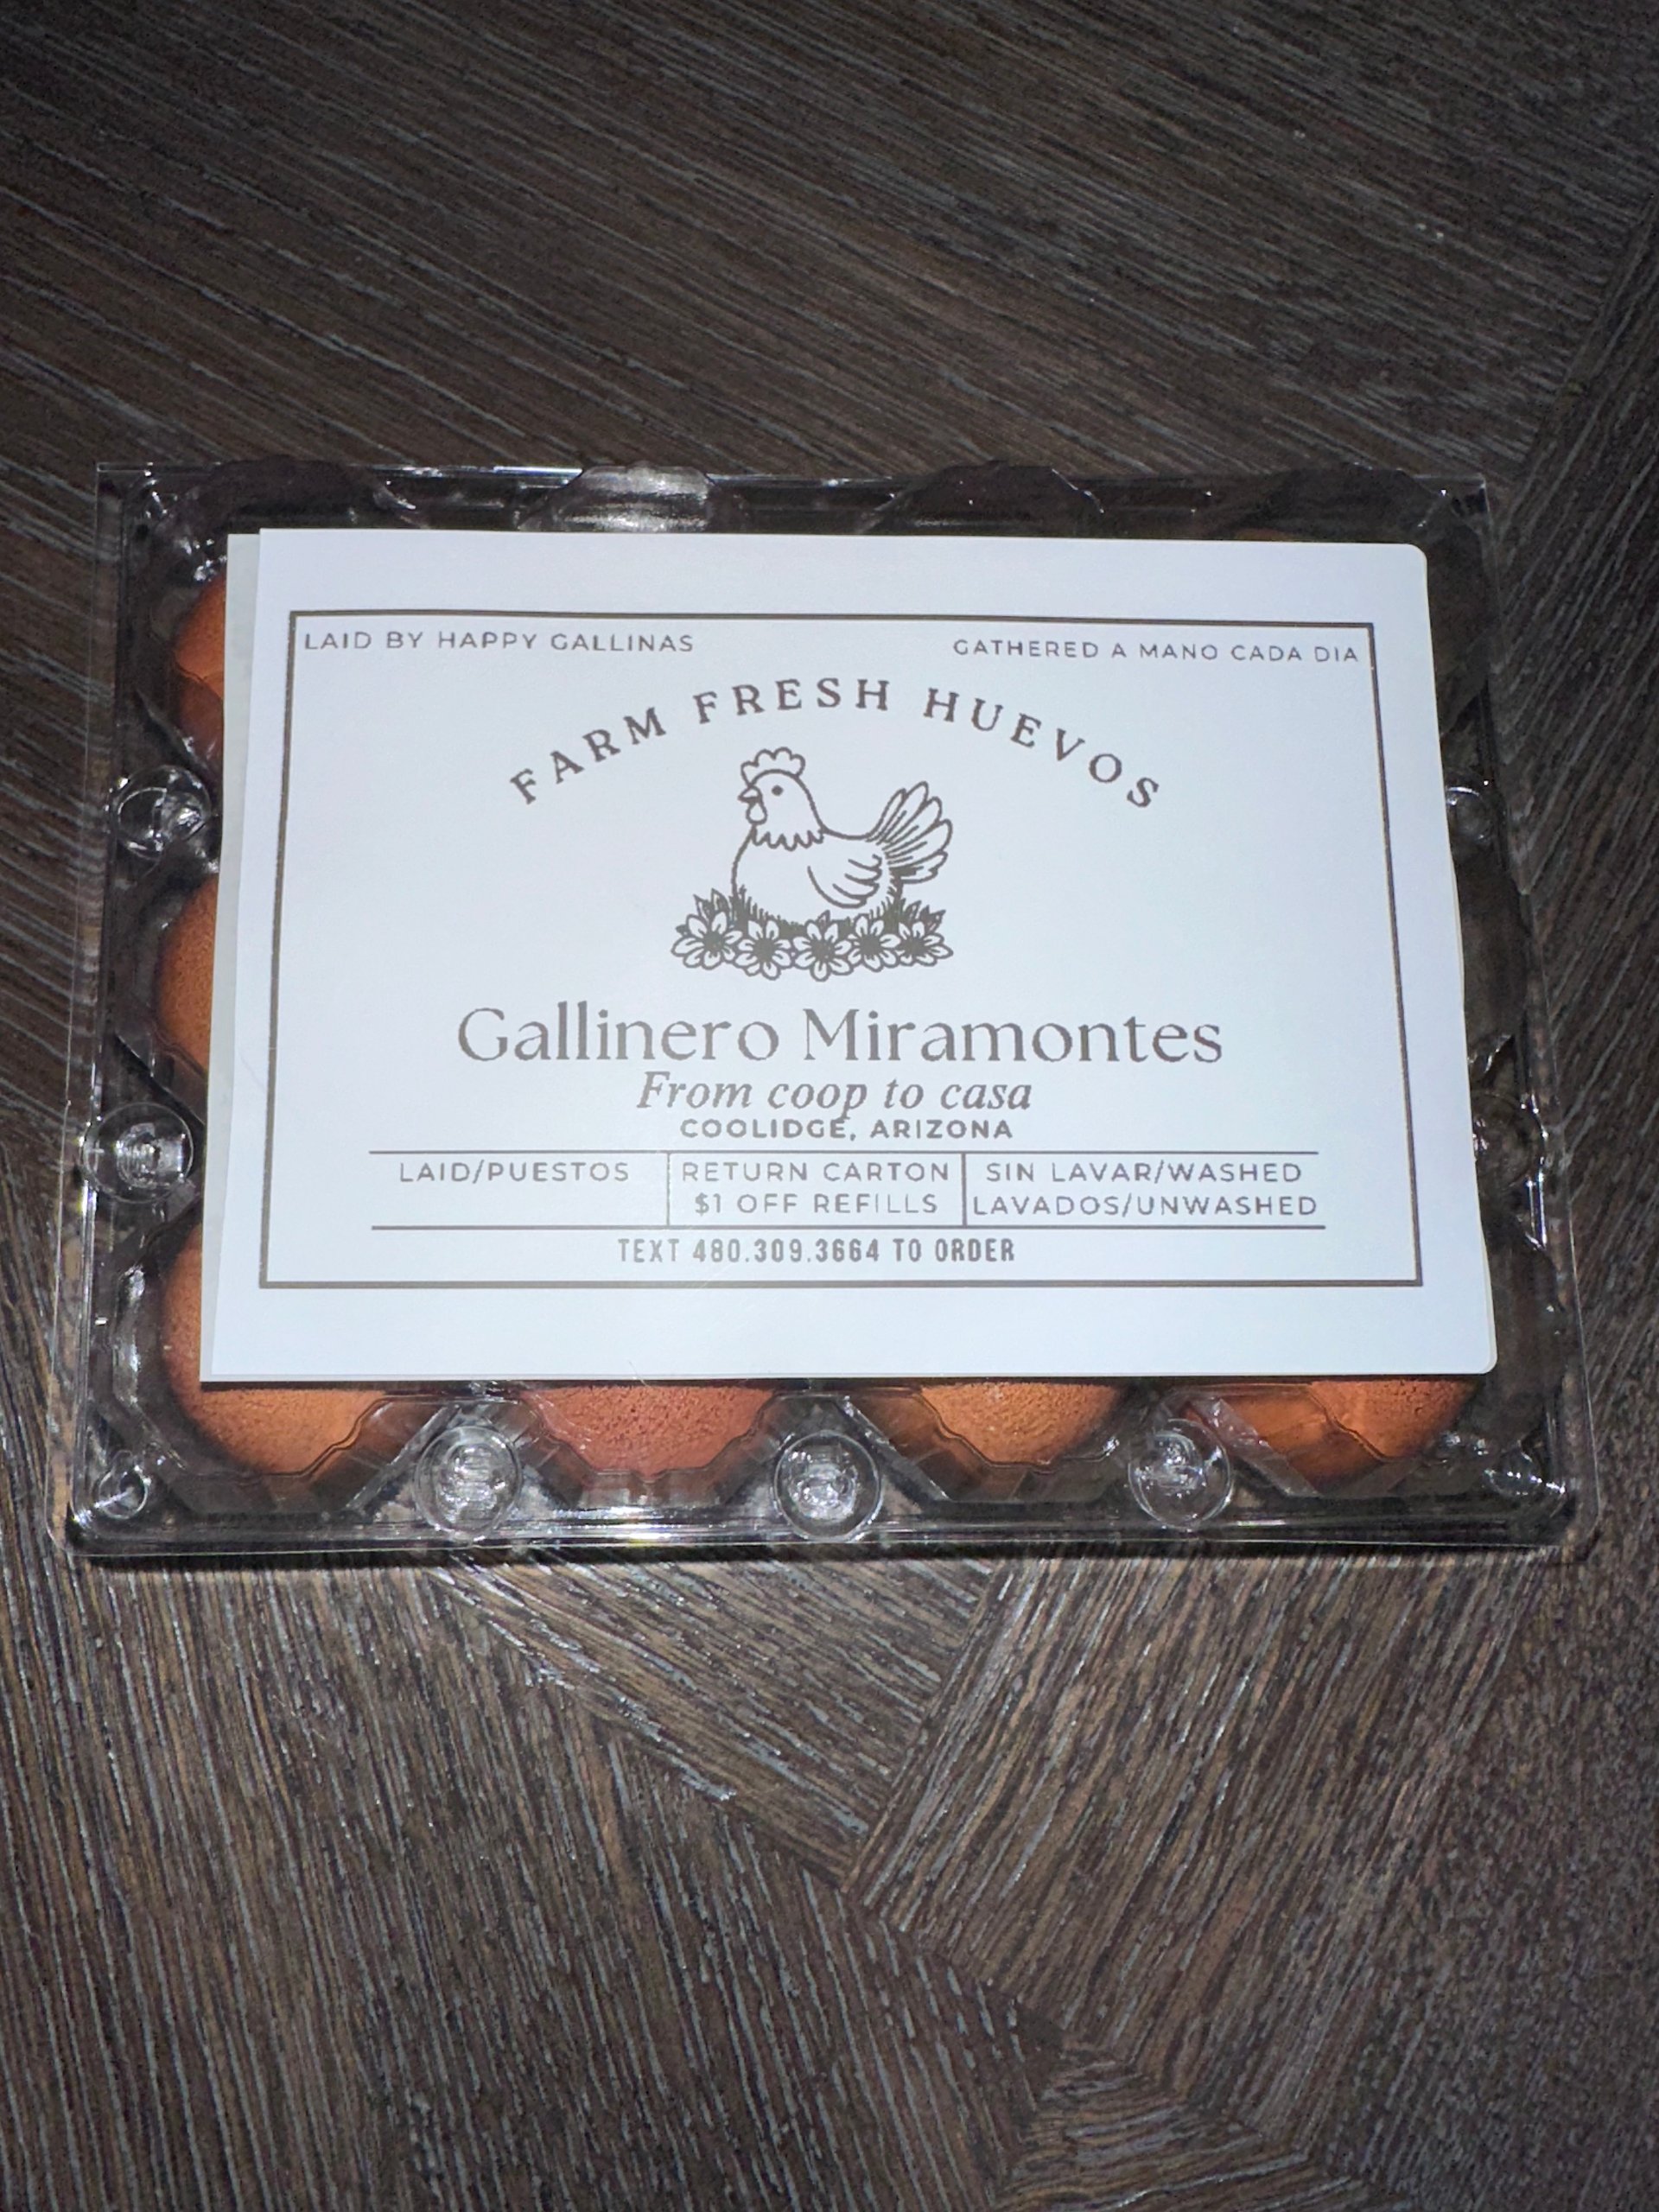 LAID BY HAPPY GALLINAS
GATHERED A MANO CADA DIA
FARM FRESH HUEVOS
Gallinero Miramontes
From coop to casa
COOLIDGE, ARIZONA
LAID/PUESTOS
RETURN CARTON
$1 OFF REFILLS
SIN LAVAR/WASHED
LAVADOS/UNWASHED
TEXT 480.309.3664 TO ORDER